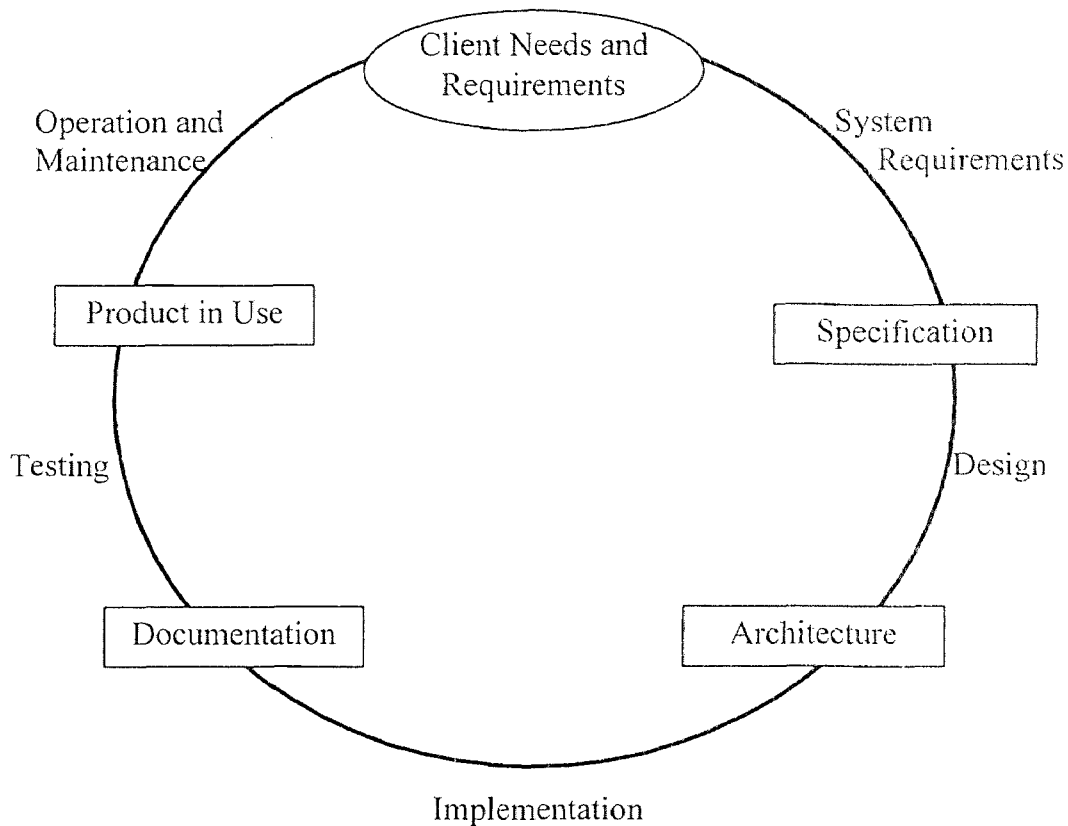 Client Needs and
Requirements
Operation and
Maintenance
System
Requirements
Product in Use
Specification
Testing
Design
Documentation
Architecture
Implementation